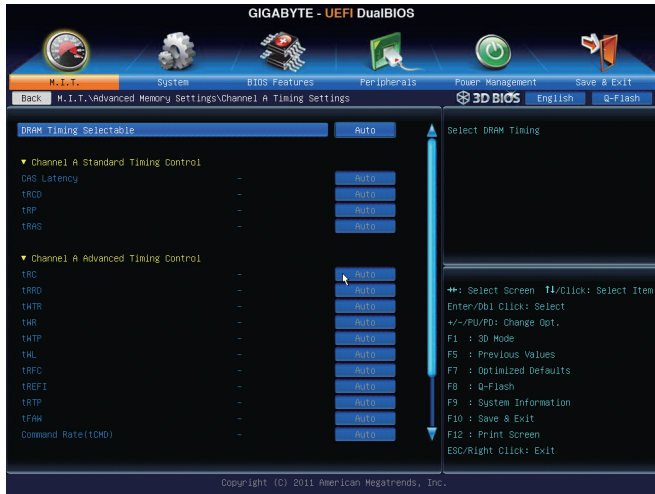 GIGABYTE - UEFI DualBIOS
M.I.T. System BIOS Features Peripherals Power Management Save & Exit
Back M.I.T.\Advanced Memory Settings\Channel A Timing Settings 3D BIOS English Q-Flash
DRAM Timing Selectable Auto
▼ Channel A Standard Timing Control
CAS Latency - Auto
tRCD - Auto
tRP - Auto
tRAS - Auto
▼ Channel A Advanced Timing Control
tRC - Auto
tRRD - Auto
tWTR - Auto
tWR - Auto
tWTP - Auto
tWL - Auto
tRFC - Auto
tREFI - Auto
tRTP - Auto
tFAW - Auto
Command Rate(tCMD) - Auto
Select DRAM Timing
→←: Select Screen ↑↓/Click: Select Item
Enter/Dbl Click: Select
+/-/PU/PD: Change Opt.
F1 : 3D Mode
F5 : Previous Values
F7 : Optimized Defaults
F8 : Q-Flash
F9 : System Information
F10 : Save & Exit
F12 : Print Screen
ESC/Right Click: Exit
Copyright (C) 2011 American Megatrends, Inc.